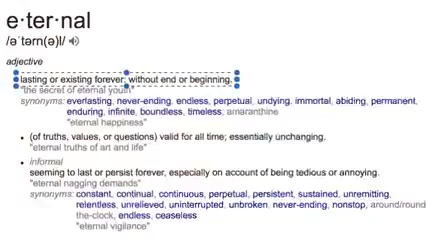 e·ter·nal
/əˈtərn(ə)l/
adjective
lasting or existing forever; without end or beginning.
"the secret of eternal youth"
synonyms: everlasting, never-ending, endless, perpetual, undying, immortal, abiding, permanent,
enduring, infinite, boundless, timeless; amaranthine
"eternal happiness"
• (of truths, values, or questions) valid for all time; essentially unchanging.
"eternal truths of art and life"
• informal
seeming to last or persist forever, especially on account of being tedious or annoying.
"eternal nagging demands"
synonyms: constant, continual, continuous, perpetual, persistent, sustained, unremitting,
relentless, unrelieved, uninterrupted, unbroken, never-ending, nonstop, around/round
the-clock, endless, ceaseless
"eternal vigilance"